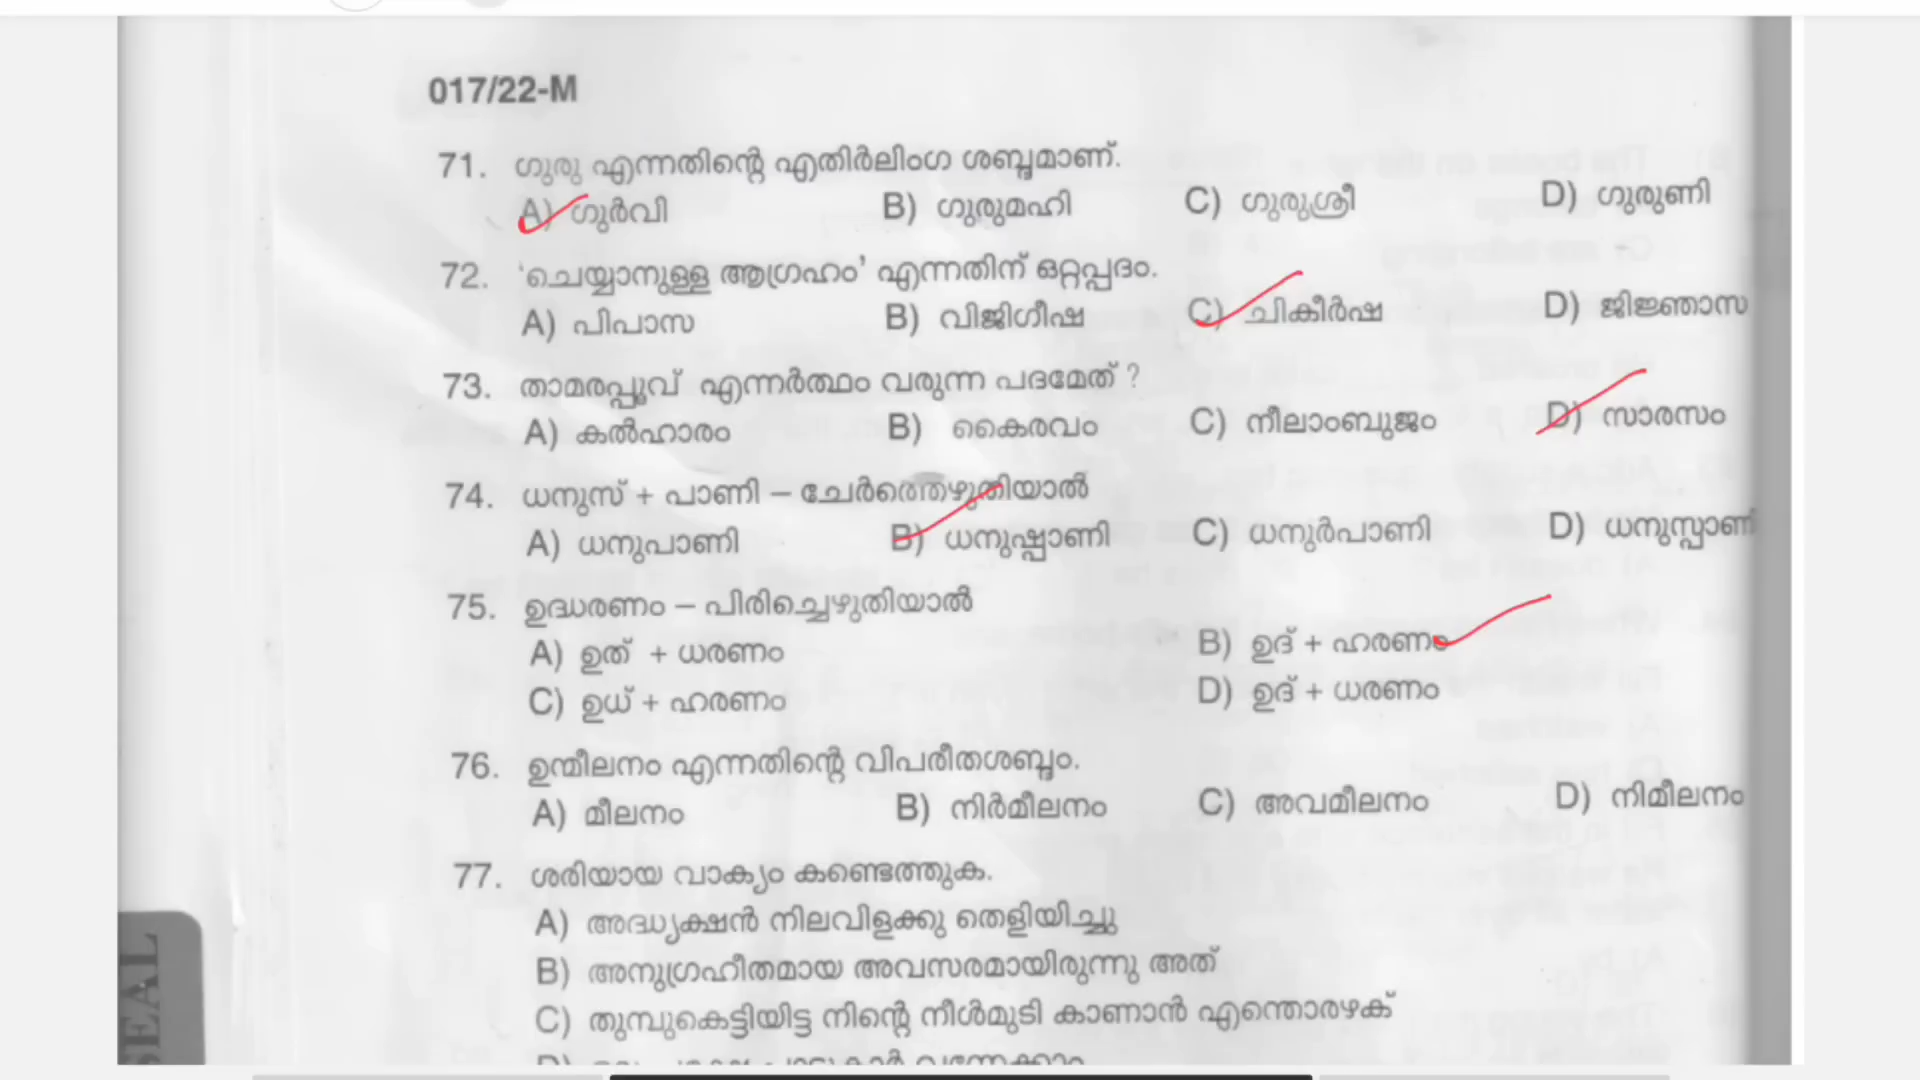 017/22-M
71. ഗുരു എന്നതിന്റെ എതിർലിംഗ ശബ്ദമാണ്.
A) ഗുർവി B) ഗുരുമഹി C) ഗുരുശ്രീ D) ഗുരുണി
72. ‘ചെയ്യാനുള്ള ആഗ്രഹം’ എന്നതിന് ഒറ്റപ്പദം.
A) പിപാസ B) വിജിഗീഷ C) ചികീർഷ D) ജിജ്ഞാസ
73. താമരപ്പൂവ് എന്നർത്ഥം വരുന്ന പദമേത് ?
A) കൽഹാരം B) കൈരവം C) നീലാംബുജം D) സാരസം
74. ധനുസ് + പാണി – ചേർത്തെഴുതിയാൽ
A) ധനുപാണി B) ധനുഷ്പാണി C) ധനുർപാണി D) ധനുസ്പാണി
75. ഉദ്ധരണം – പിരിച്ചെഴുതിയാൽ
A) ഉത് + ധരണം B) ഉദ് + ഹരണം
C) ഉധ് + ഹരണം D) ഉദ് + ധരണം
76. ഉന്മീലനം എന്നതിന്റെ വിപരീതശബ്ദം.
A) മീലനം B) നിർമീലനം C) അവമീലനം D) നിമീലനം
77. ശരിയായ വാക്യം കണ്ടെത്തുക.
A) അദ്ധ്യക്ഷൻ നിലവിളക്കു തെളിയിച്ചു
B) അനുഗ്രഹീതമായ അവസരമായിരുന്നു അത്
C) തുമ്പുകെട്ടിയിട്ട നിന്റെ നീൾമുടി കാണാൻ എന്തൊരഴക്
SEAL